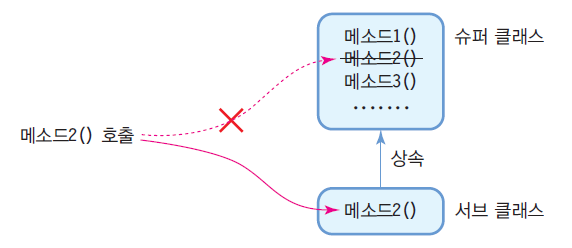 메소드1() 슈퍼 클래스
메소드2()
메소드3()
.......
메소드2() 호출
상속
메소드2() 서브 클래스